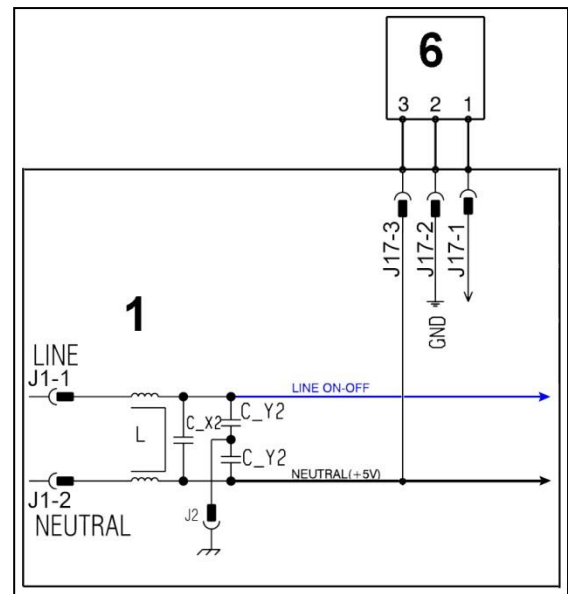 6
3 2 1
J17-3
J17-2
J17-1
GND
1
LINE
J1-1
LINE ON-OFF
L
C_X2
C_Y2
C_Y2
NEUTRAL(+5V)
J1-2
NEUTRAL
J2